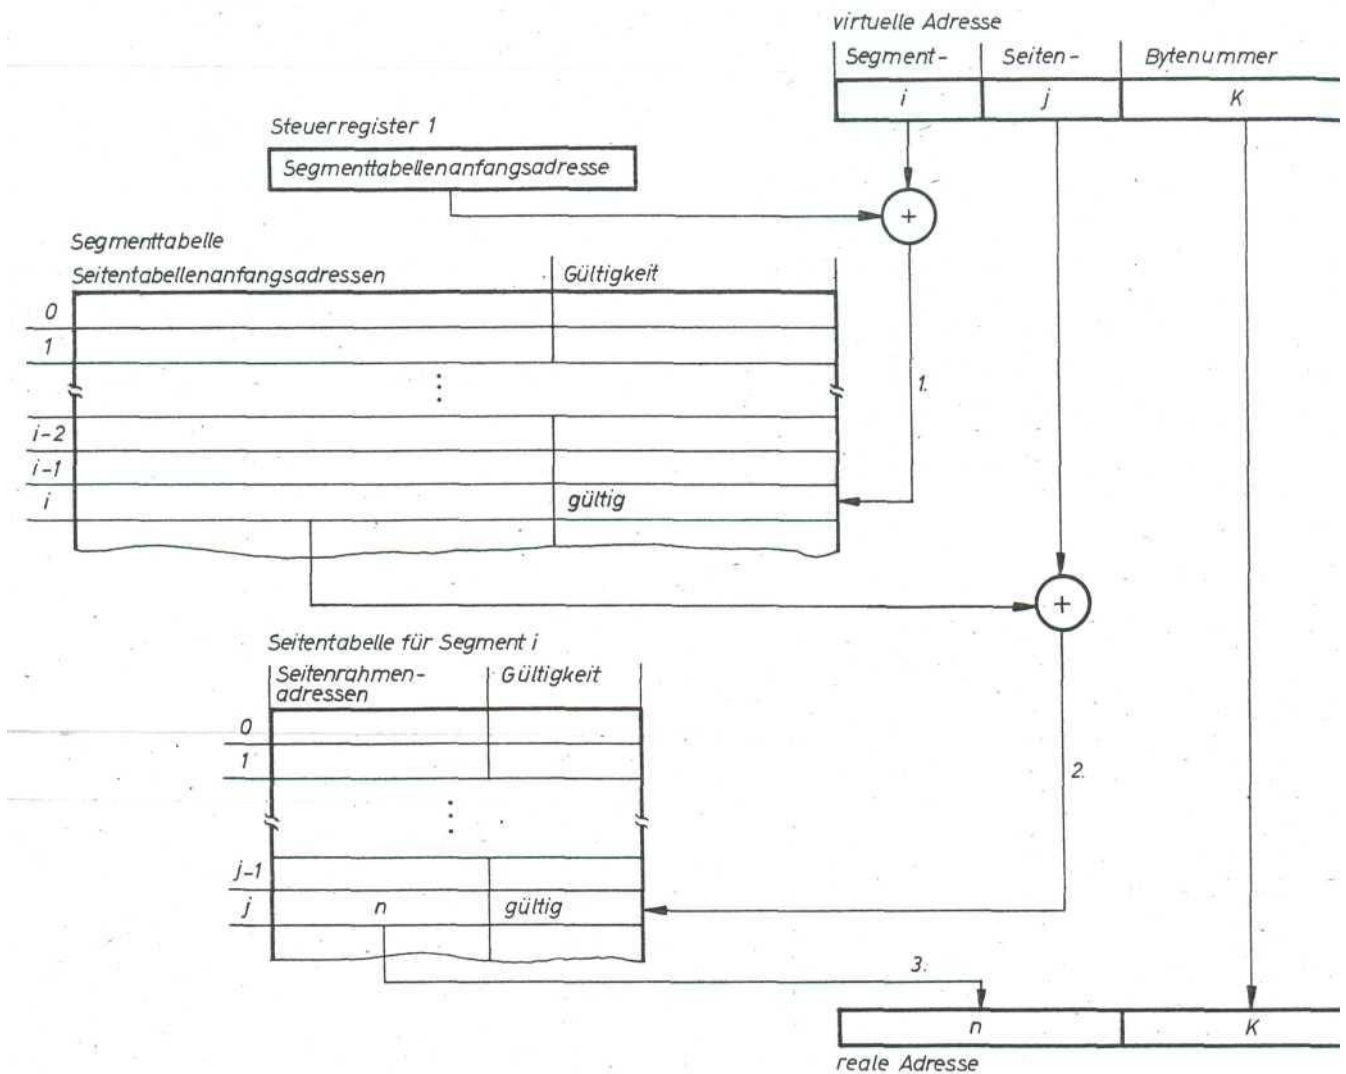 virtuelle Adresse
Segment- Seiten- Bytenummer
i j K
Steuerregister 1
Segmenttabellenanfangsadresse
+
Segmenttabelle
Seitentabellenanfangsadressen Gültigkeit
0
1
⋮
1.
i-2
i-1
i gültig
+
Seitentabelle für Segment i
Seitenrahmen- Gültigkeit
adressen
0
1
2.
⋮
j-1
j n gültig
3.
n K
reale Adresse